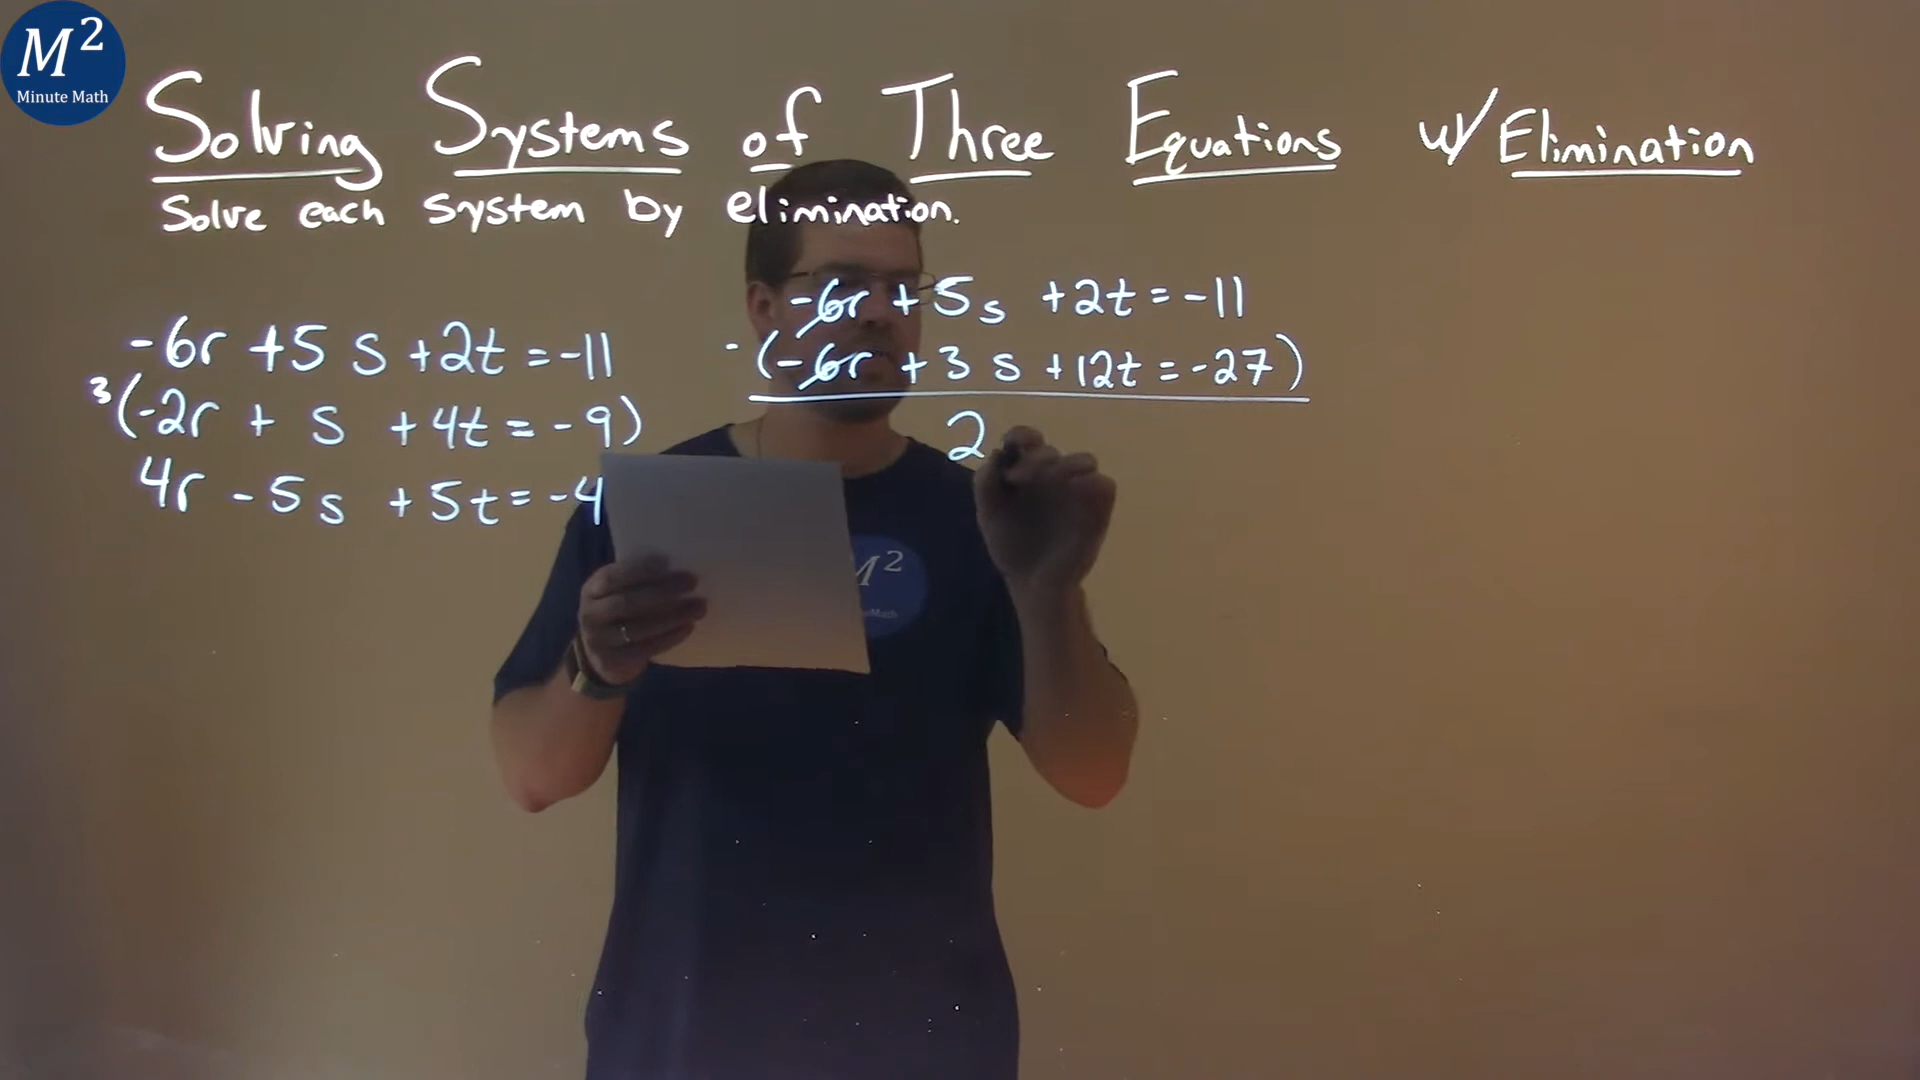 M²
Minute Math
Solving Systems of Three Equations w/ Elimination
Solve each system by elimination.
-6r + 5s + 2t = -11
3(-2r + s + 4t = -9)
4r - 5s + 5t = -4
-6r + 5s + 2t = -11
-(-6r + 3s + 12t = -27)
2
M²